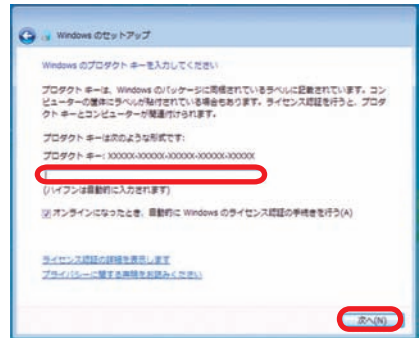 Windows のセットアップ
Windows のプロダクト キーを入力してください
プロダクト キーは、Windows のパッケージに同梱されているラベルに記載されています。コン
ピューターの筐体にラベルが貼付されている場合もあります。ライセンス認証を行うと、プロダ
クト キーとコンピューターが関連付けられます。
プロダクト キーは次のような形式です:
プロダクト キー: XXXXX-XXXXX-XXXXX-XXXXX-XXXXX
(ハイフンは自動的に入力されます)
オンラインになったとき、自動的に Windows のライセンス認証の手続きを行う(A)
ライセンス認証の詳細を表示します
プライバシーに関する声明をお読みください
次へ(N)